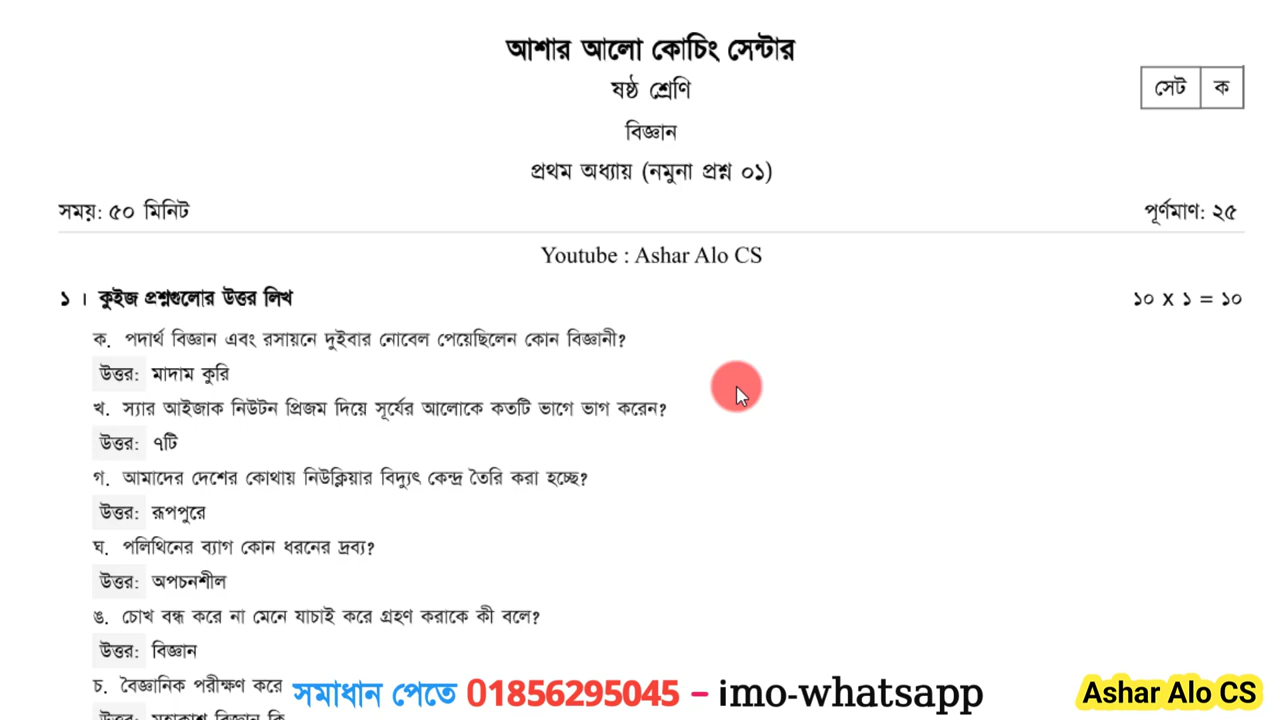 আশার আলো কোচিং সেন্টার
ষষ্ঠ শ্রেণি
সেট ক
বিজ্ঞান
প্রথম অধ্যায় (নমুনা প্রশ্ন ০১)
সময়: ৫০ মিনিট পূর্ণমাণ: ২৫
Youtube : Ashar Alo CS
১ । কুইজ প্রশ্নগুলোর উত্তর লিখ ১০ x ১ = ১০
ক. পদার্থ বিজ্ঞান এবং রসায়নে দুইবার নোবেল পেয়েছিলেন কোন বিজ্ঞানী?
উত্তর: মাদাম কুরি
খ. স্যার আইজাক নিউটন প্রিজম দিয়ে সূর্যের আলোকে কতটি ভাগে ভাগ করেন?
উত্তর: ৭টি
গ. আমাদের দেশের কোথায় নিউক্লিয়ার বিদ্যুৎ কেন্দ্র তৈরি করা হচ্ছে?
উত্তর: রূপপুরে
ঘ. পলিথিনের ব্যাগ কোন ধরনের দ্রব্য?
উত্তর: অপচনশীল
ঙ. চোখ বন্ধ করে না মেনে যাচাই করে গ্রহণ করাকে কী বলে?
উত্তর: বিজ্ঞান
চ. বৈজ্ঞানিক পরীক্ষণ করে
সমাধান পেতে 01856295045 – imo-whatsapp
Ashar Alo CS
উত্তর: মহাকাশ বিজ্ঞান কি